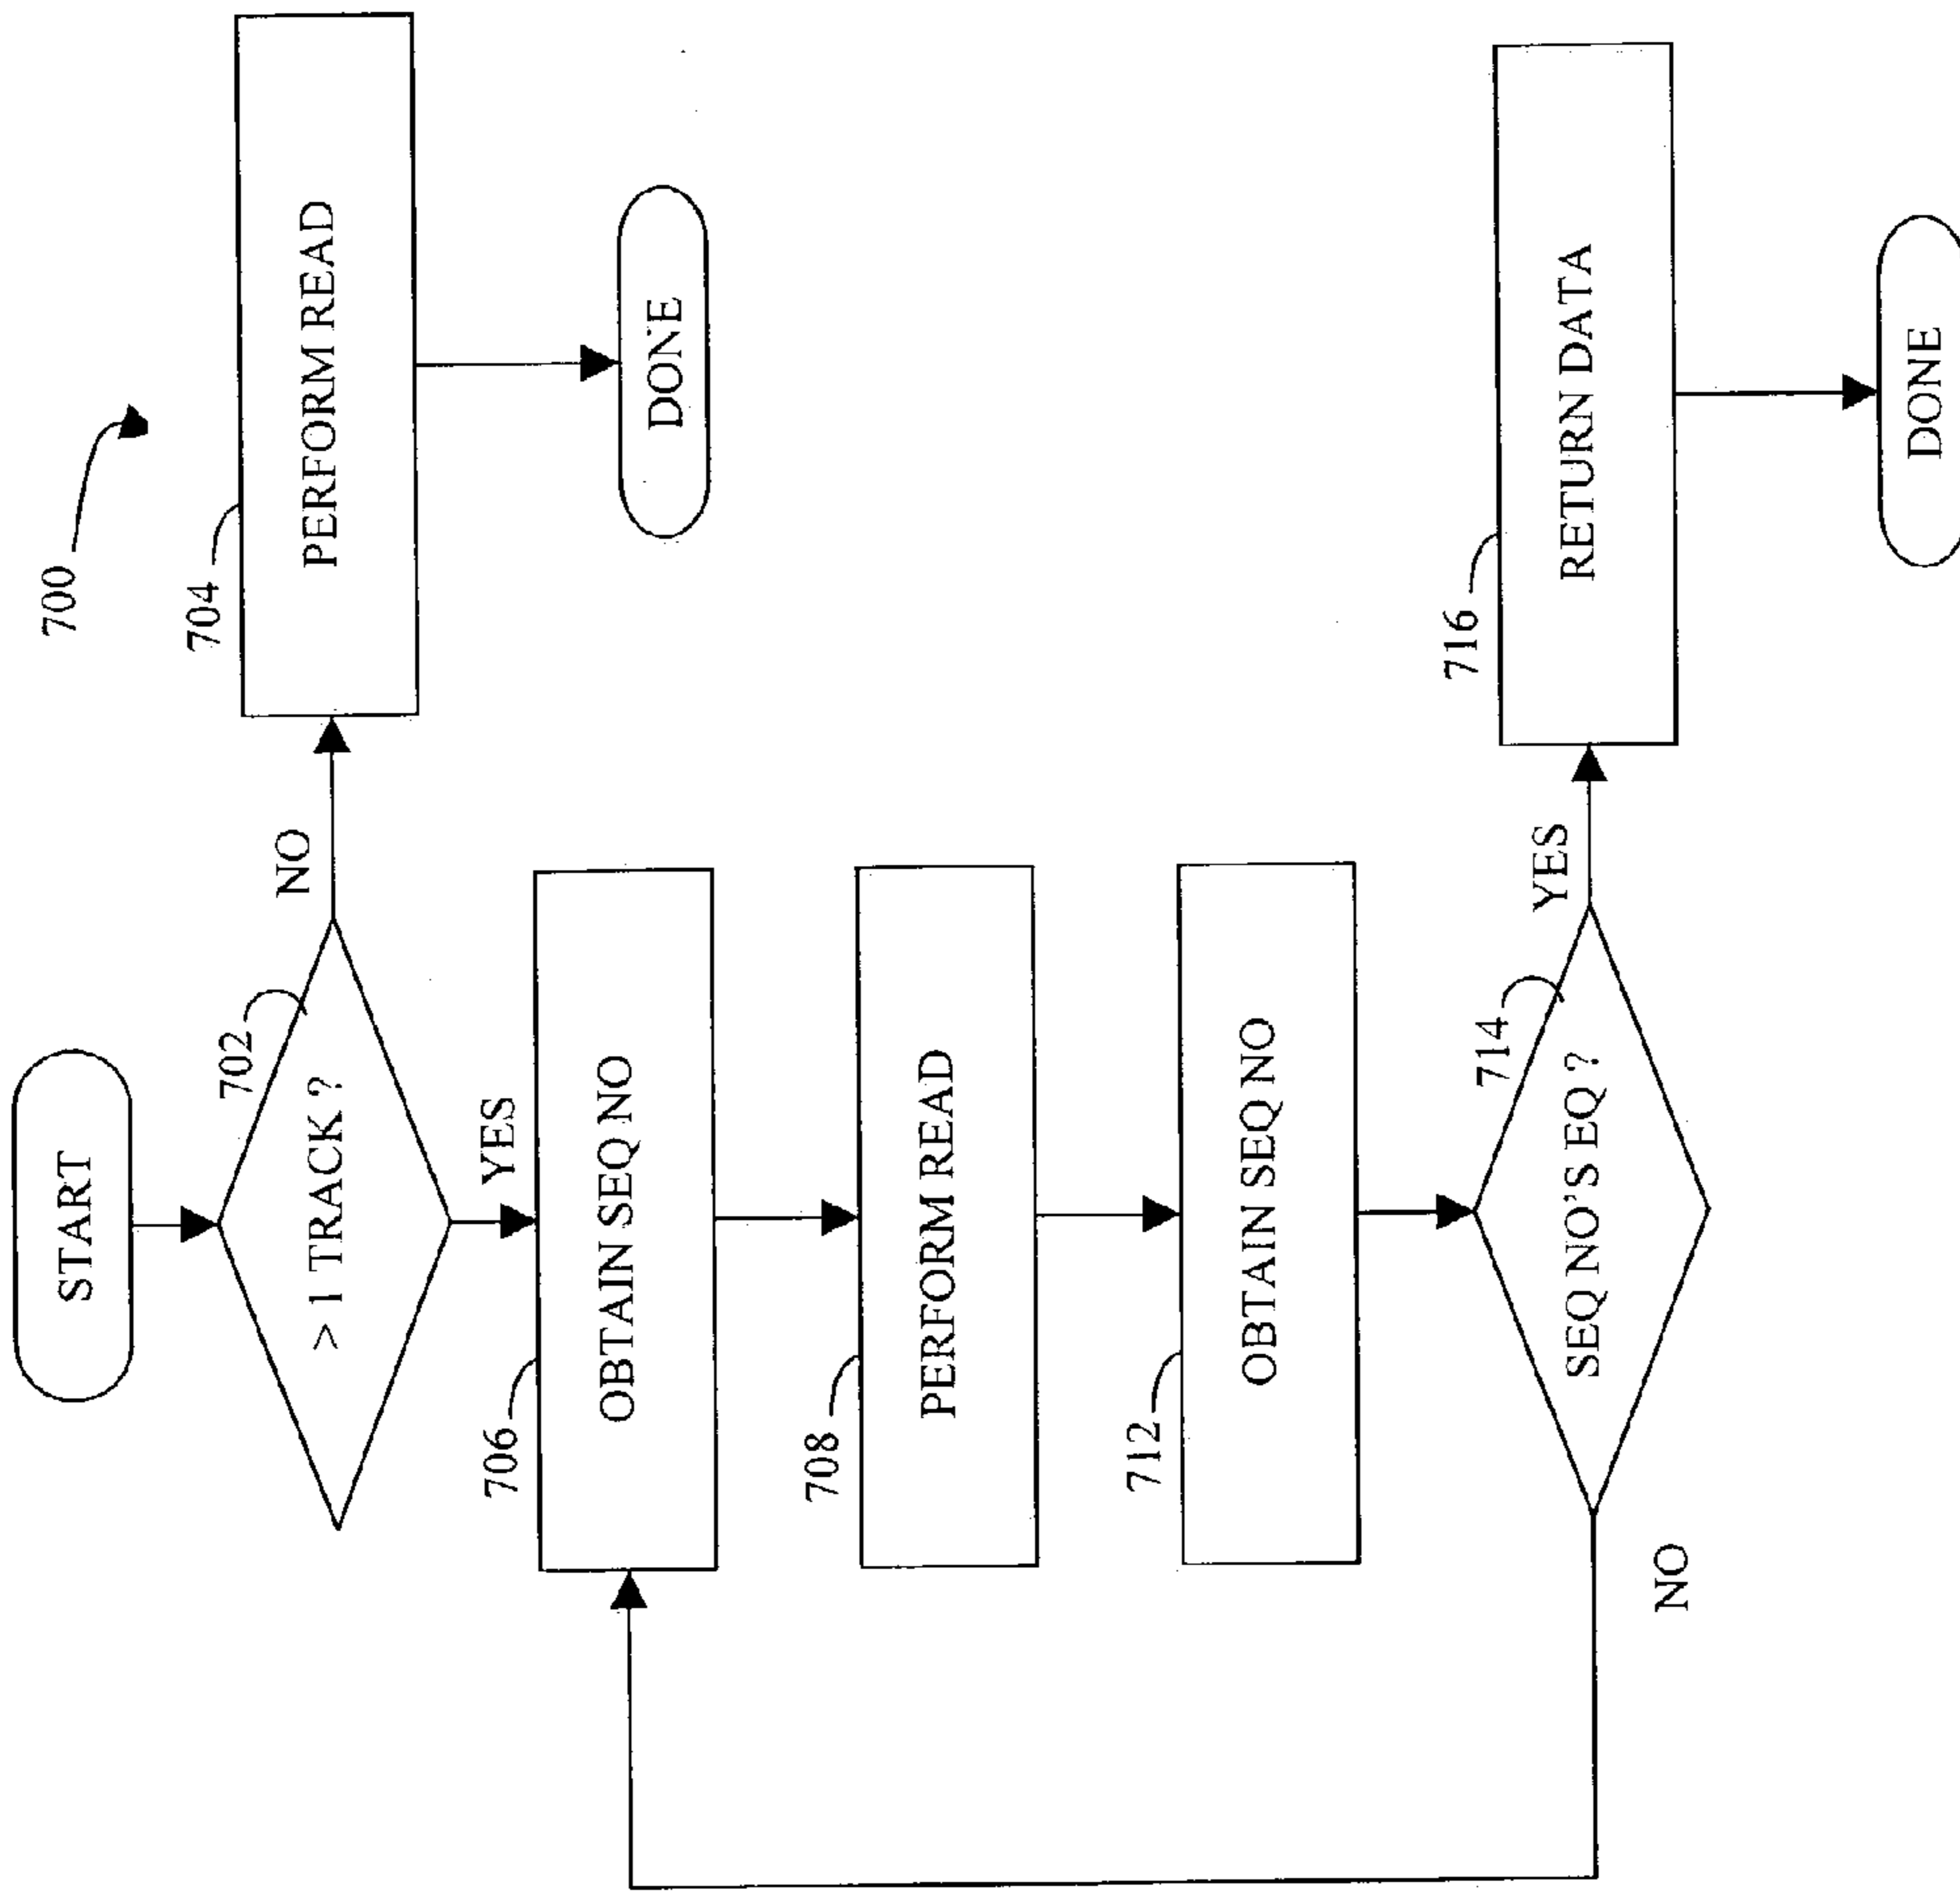 700
START
702
> 1 TRACK ?
NO
704
PERFORM READ
DONE
YES
706
OBTAIN SEQ NO
708
PERFORM READ
712
OBTAIN SEQ NO
714
SEQ NO'S EQ ?
YES
716
RETURN DATA
DONE
NO